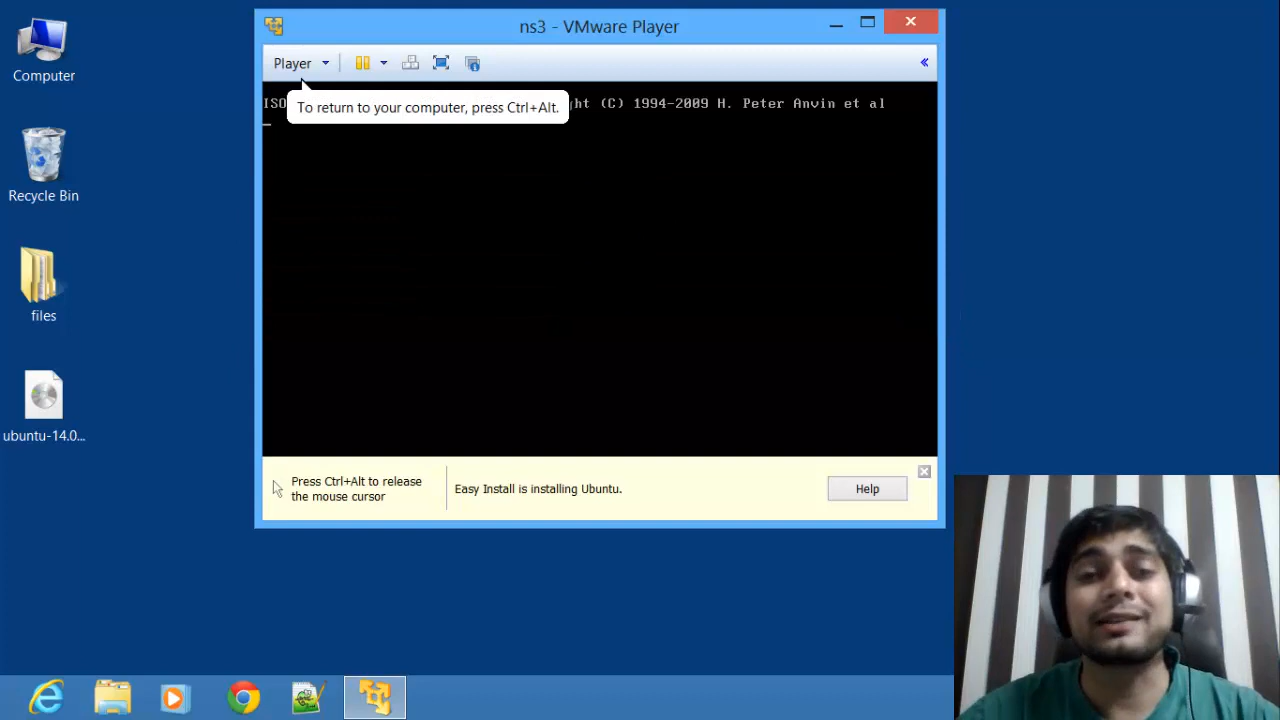 ns3 - VMware Player
Computer
Player
ISO ht (C) 1994-2009 H. Peter Anvin et al
To return to your computer, press Ctrl+Alt.
Recycle Bin
files
ubuntu-14.0...
Press Ctrl+Alt to release
the mouse cursor
Easy Install is installing Ubuntu.
Help